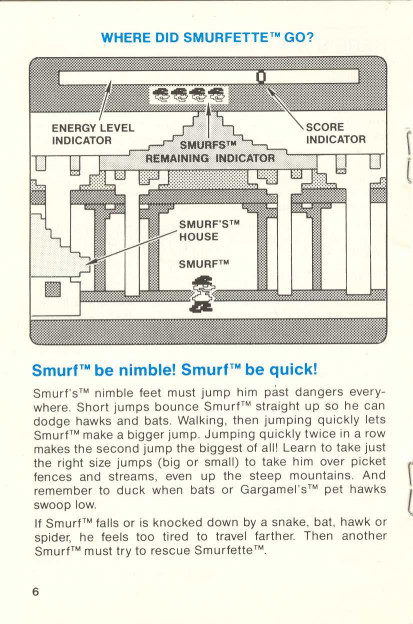 WHERE DID SMURFETTE™ GO?
0
ENERGY LEVEL
INDICATOR
SCORE
INDICATOR
SMURFS™
REMAINING INDICATOR
SMURF'S™
HOUSE
SMURF™
Smurf™ be nimble! Smurf™ be quick!
Smurf's™ nimble feet must jump him past dangers every-
where. Short jumps bounce Smurf™ straight up so he can
dodge hawks and bats. Walking, then jumping quickly lets
Smurf™ make a bigger jump. Jumping quickly twice in a row
makes the second jump the biggest of all! Learn to take just
the right size jumps (big or small) to take him over picket
fences and streams, even up the steep mountains. And
remember to duck when bats or Gargamel's™ pet hawks
swoop low.
If Smurf™ falls or is knocked down by a snake, bat, hawk or
spider, he feels too tired to travel farther. Then another
Smurf™ must try to rescue Smurfette™.
6